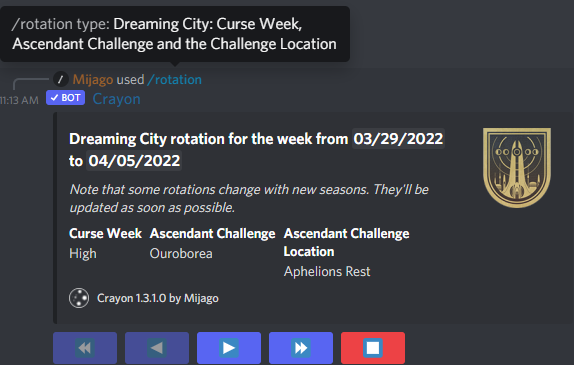 /rotation type: Dreaming City: Curse Week,
Ascendant Challenge and the Challenge Location
/ Mijago used /rotation
11:13 AM ✓ BOT Crayon
Dreaming City rotation for the week from 03/29/2022
to 04/05/2022
Note that some rotations change with new seasons. They'll be
updated as soon as possible.
Curse Week Ascendant Challenge Ascendant Challenge
Location
High Ouroborea
Aphelions Rest
Crayon 1.3.1.0 by Mijago